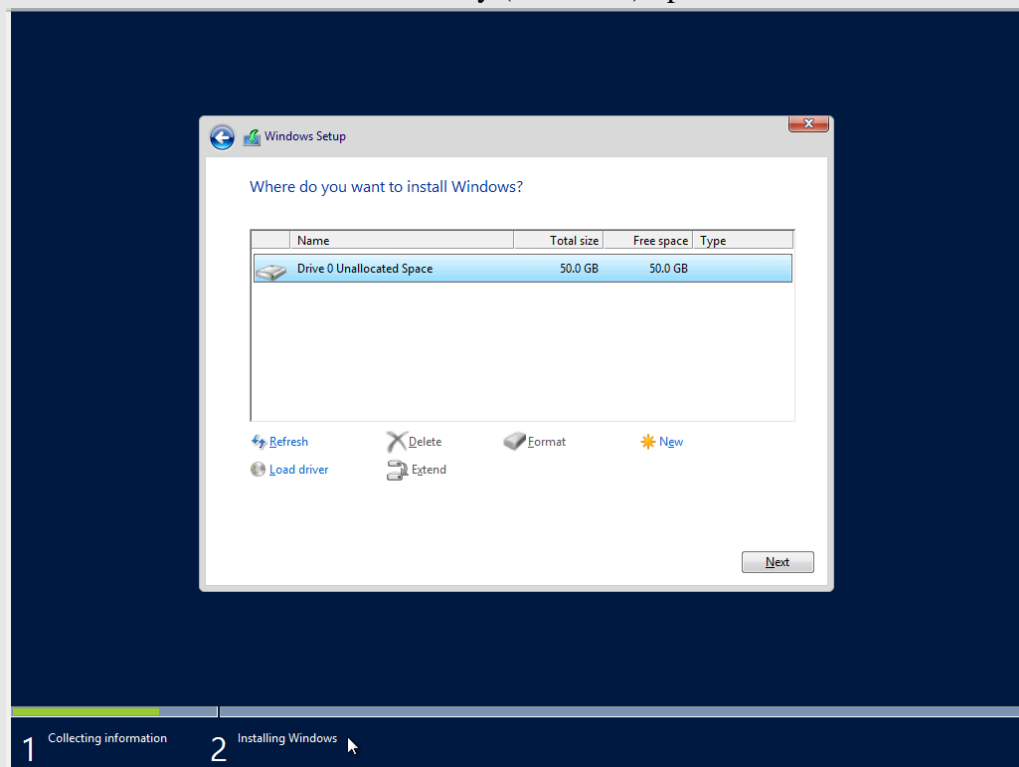 Windows Setup
Where do you want to install Windows?
Name Total size Free space Type
Drive 0 Unallocated Space 50.0 GB 50.0 GB
Refresh Delete Format New
Load driver Extend
Next
1 Collecting information 2 Installing Windows